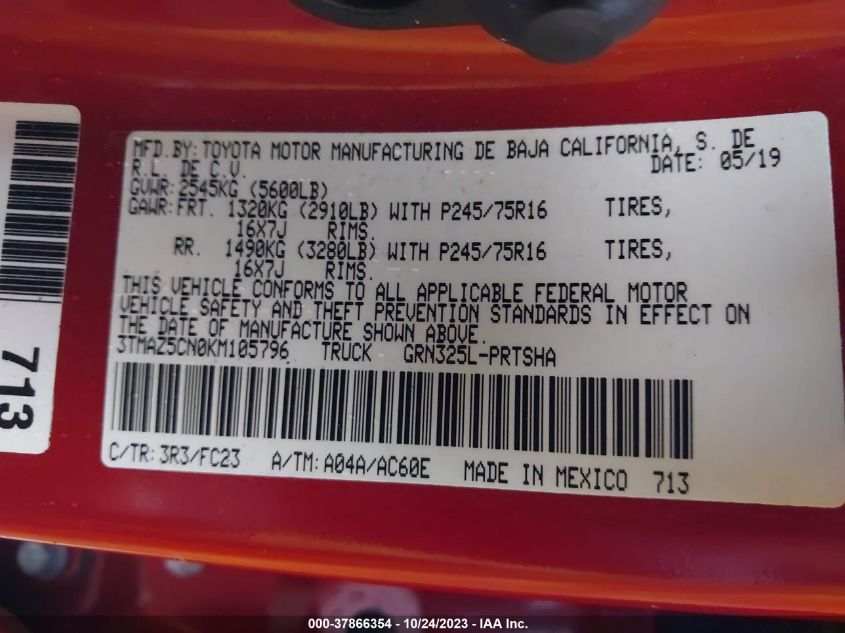 MFD.BY:TOYOTA MOTOR MANUFACTURING DE BAJA CALIFORNIA, S. DE
R.L. DE C.V. DATE: 05/19
GVWR:2545KG (5600LB)
GAWR:FRT. 1320KG (2910LB) WITH P245/75R16 TIRES,
16X7J RIMS.
RR. 1490KG (3280LB) WITH P245/75R16 TIRES,
16X7J RIMS.
THIS VEHICLE CONFORMS TO ALL APPLICABLE FEDERAL MOTOR
VEHICLE SAFETY AND THEFT PREVENTION STANDARDS IN EFFECT ON
THE DATE OF MANUFACTURE SHOWN ABOVE.
3TMAZ5CN0KM105796 TRUCK GRN325L-PRTSHA
C/TR:3R3/FC23 A/TM:A04A/AC60E MADE IN MEXICO 713
713
000-37866354 - 10/24/2023 - IAA Inc.